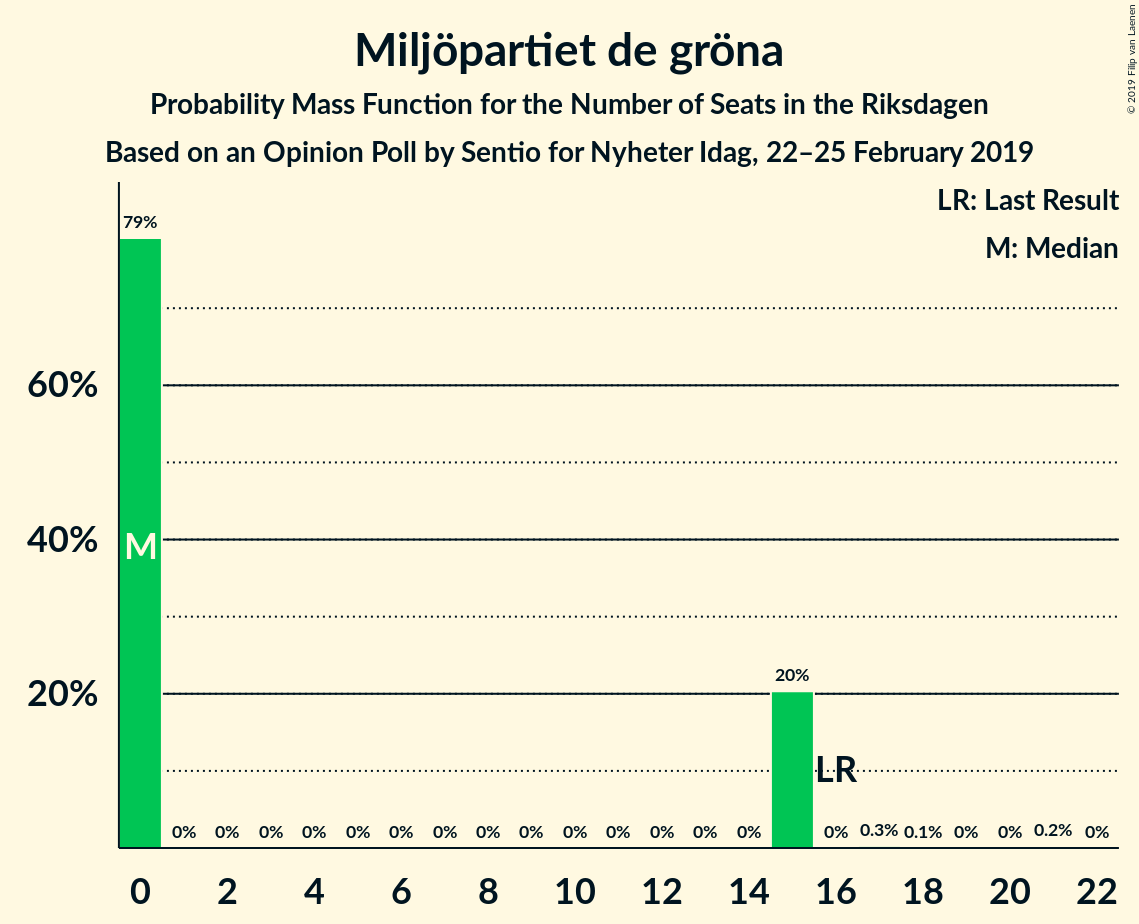 Miljöpartiet de gröna
Probability Mass Function for the Number of Seats in the Riksdagen
Based on an Opinion Poll by Sentio for Nyheter Idag, 22–25 February 2019
© 2019 Filip van Laenen
LR: Last Result
M: Median
79%
60%
40%
20%
M
20%
LR
0% 0% 0% 0% 0% 0% 0% 0% 0% 0% 0% 0% 0% 0% 0% 0.3% 0.1% 0% 0% 0.2% 0%
0 2 4 6 8 10 12 14 16 18 20 22